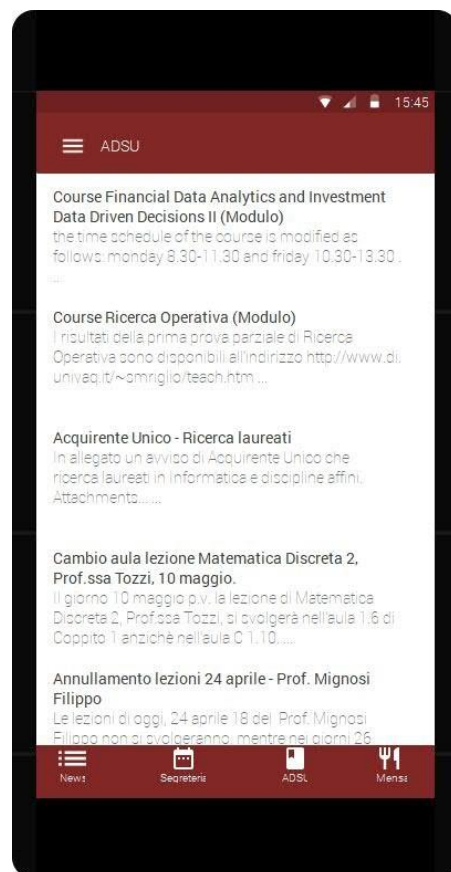 15:45
ADSU
Course Financial Data Analytics and Investment
Data Driven Decisions II (Modulo)
the time schedule of the course is modified as
follows: monday 8.30-11.30 and friday 10.30-13.30 .
...
Course Ricerca Operativa (Modulo)
I risultati della prima prova parziale di Ricerca
Operativa sono disponibili all'indirizzo http://www.di.
univaq.it/~smriglio/teach.htm ...
Acquirente Unico - Ricerca laureati
In allegato un avviso di Acquirente Unico che
ricerca laureati in Informatica e discipline affini.
Attachments... ...
Cambio aula lezione Matematica Discreta 2,
Prof.ssa Tozzi, 10 maggio.
Il giorno 10 maggio p.v. la lezione di Matematica
Discreta 2, Prof.ssa Tozzi, si svolgerà nell'aula 1.6 di
Coppito 1 anzichè nell'aula C 1.10. ...
Annullamento lezioni 24 aprile - Prof. Mignosi
Filippo
Le lezioni di oggi, 24 aprile 18 del Prof. Mignosi
Filippo non si svolgeranno, mentre nei giorni 26
News Segreteria ADSU Mensa